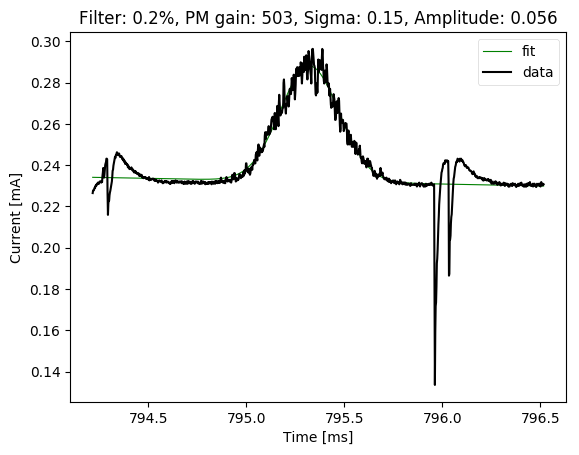 Filter: 0.2%, PM gain: 503, Sigma: 0.15, Amplitude: 0.056
fit
data
0.30
0.28
0.26
0.24
0.22
0.20
0.18
0.16
0.14
Current [mA]
794.5 795.0 795.5 796.0 796.5
Time [ms]